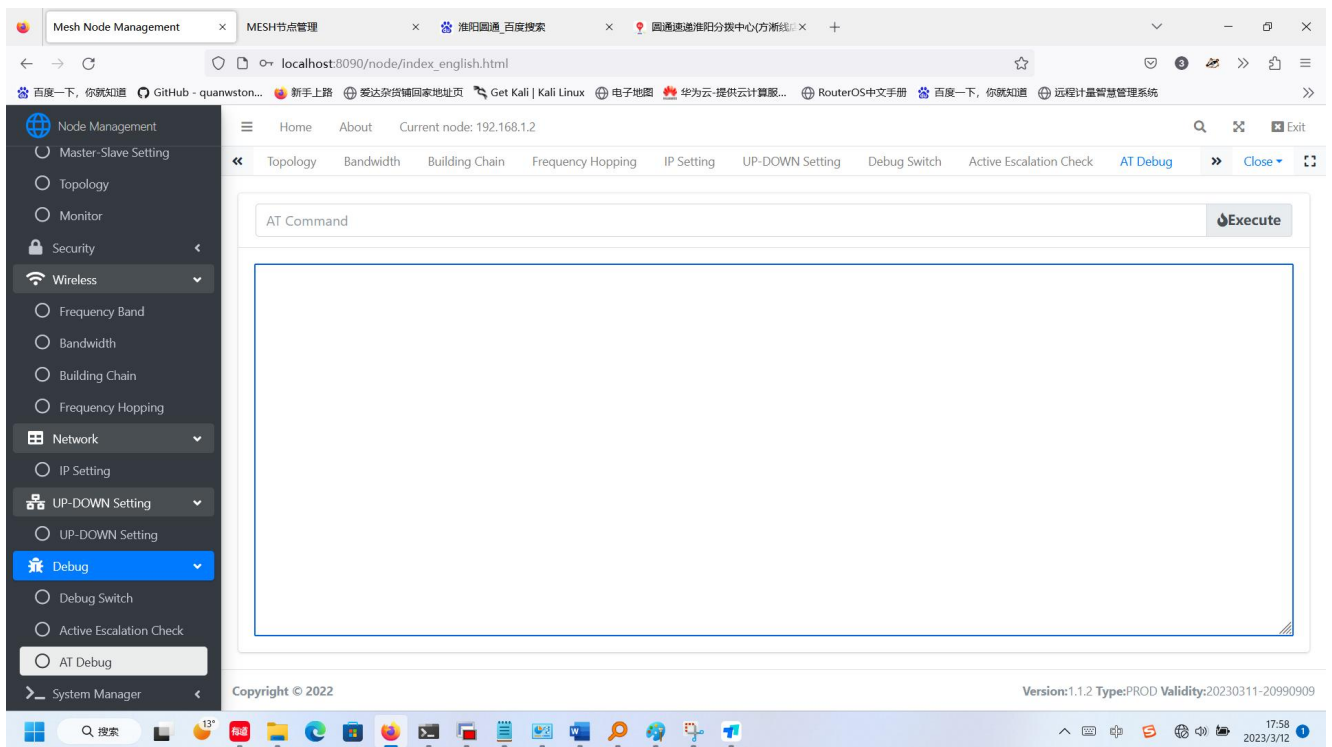 Mesh Node Management
MESH节点管理
淮阳圆通_百度搜索
圆通速递淮阳分拨中心(方淅线
localhost:8090/node/index_english.html
3
百度一下，你就知道
GitHub - quanwston...
新手上路
爱达杂货铺回家地址页
Get Kali | Kali Linux
电子地图
华为云-提供云计算服...
RouterOS中文手册
百度一下，你就知道
远程计量智慧管理系统
Node Management
Home About Current node: 192.168.1.2
Exit
Topology Bandwidth Building Chain Frequency Hopping IP Setting UP-DOWN Setting Debug Switch Active Escalation Check AT Debug
Close
Master-Slave Setting
Topology
Monitor
Security
Wireless
Frequency Band
Bandwidth
Building Chain
Frequency Hopping
Network
IP Setting
UP-DOWN Setting
UP-DOWN Setting
Debug
Debug Switch
Active Escalation Check
AT Debug
System Manager
AT Command
Execute
Copyright © 2022
Version:1.1.2 Type:PROD Validity:20230311-20990909
搜索
13°
有道
中
17:58
2023/3/12
1